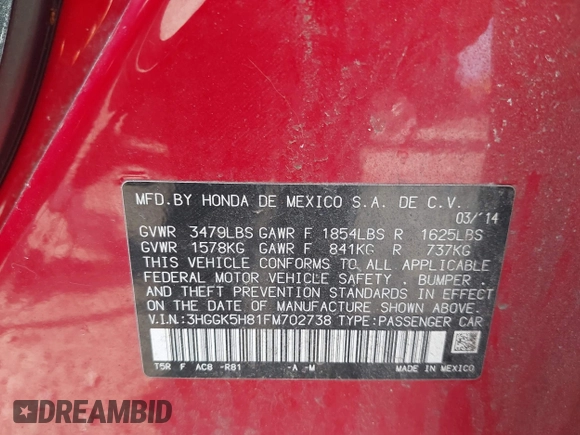 MFD.BY HONDA DE MEXICO S.A. DE C.V.
03/'14
GVWR 3479LBS GAWR F 1854LBS R 1625LBS
GVWR 1578KG GAWR F 841KG R 737KG
THIS VEHICLE CONFORMS TO ALL APPLICABLE
FEDERAL MOTOR VEHICLE SAFETY . BUMPER .
AND THEFT PREVENTION STANDARDS IN EFFECT
ON THE DATE OF MANUFACTURE SHOWN ABOVE.
V.I.N.:3HGGK5H81FM702738 TYPE:PASSENGER CAR
T5R F AC8 -R81 -A -M
MADE IN MEXICO
DREAMBID